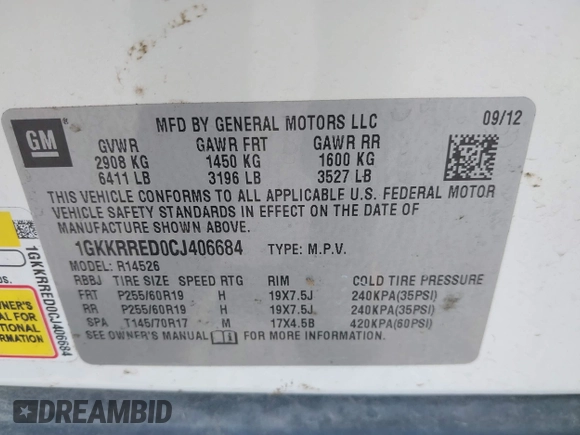 MFD BY GENERAL MOTORS LLC 09/12
GM
GVWR GAWR FRT GAWR RR
2908 KG 1450 KG 1600 KG
6411 LB 3196 LB 3527 LB
THIS VEHICLE CONFORMS TO ALL APPLICABLE U.S. FEDERAL MOTOR
VEHICLE SAFETY STANDARDS IN EFFECT ON THE DATE OF
MANUFACTURE SHOWN ABOVE.
1GKKRRED0CJ406684 TYPE: M.P.V.
MODEL: R14526
RBBJ TIRE SIZE SPEED RTG RIM COLD TIRE PRESSURE
FRT P255/60R19 H 19X7.5J 240KPA(35PSI)
RR P255/60R19 H 19X7.5J 240KPA(35PSI)
SPA T145/70R17 M 17X4.5B 420KPA(60PSI)
SEE OWNER'S MANUAL FOR MORE INFORMATION
1GKKRRED0CJ406684
OWNER'S
FOR
ONAL
MATION
DREAMBID